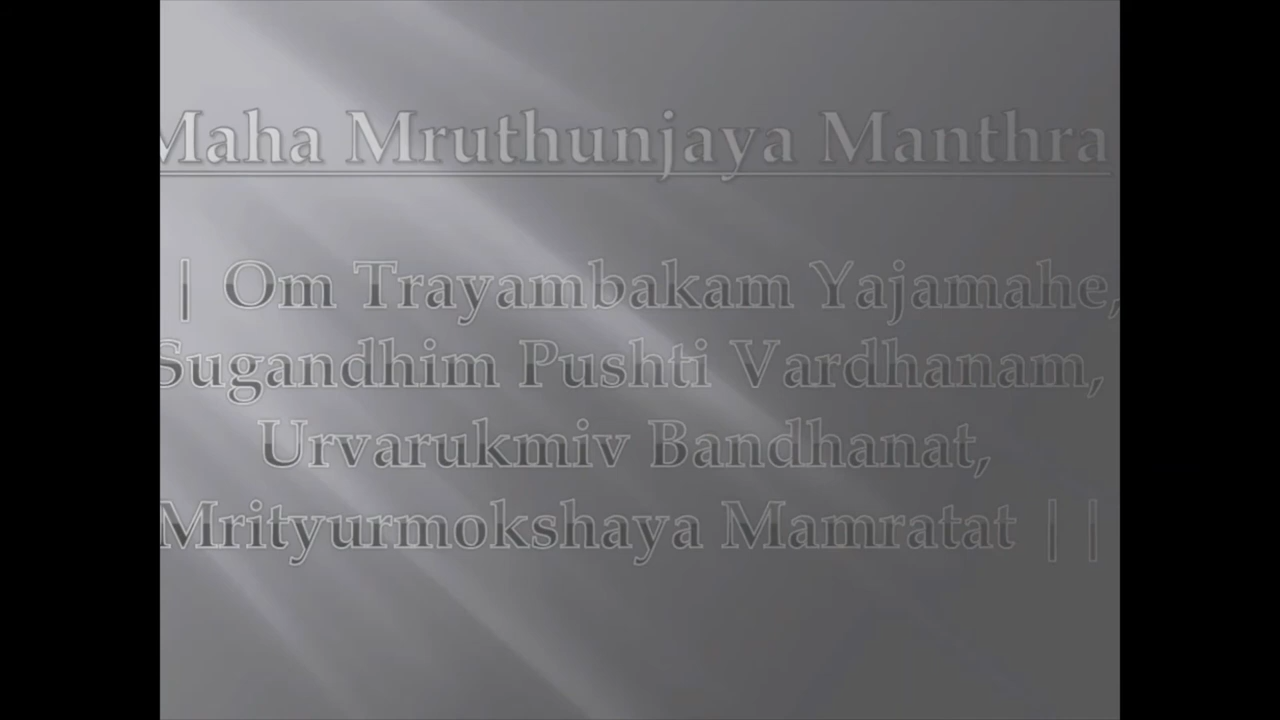 Maha Mruthunjaya Manthra
| Om Trayambakam Yajamahe,
Sugandhim Pushti Vardhanam,
Urvarukmiv Bandhanat,
Mrityurmokshaya Mamratat ||